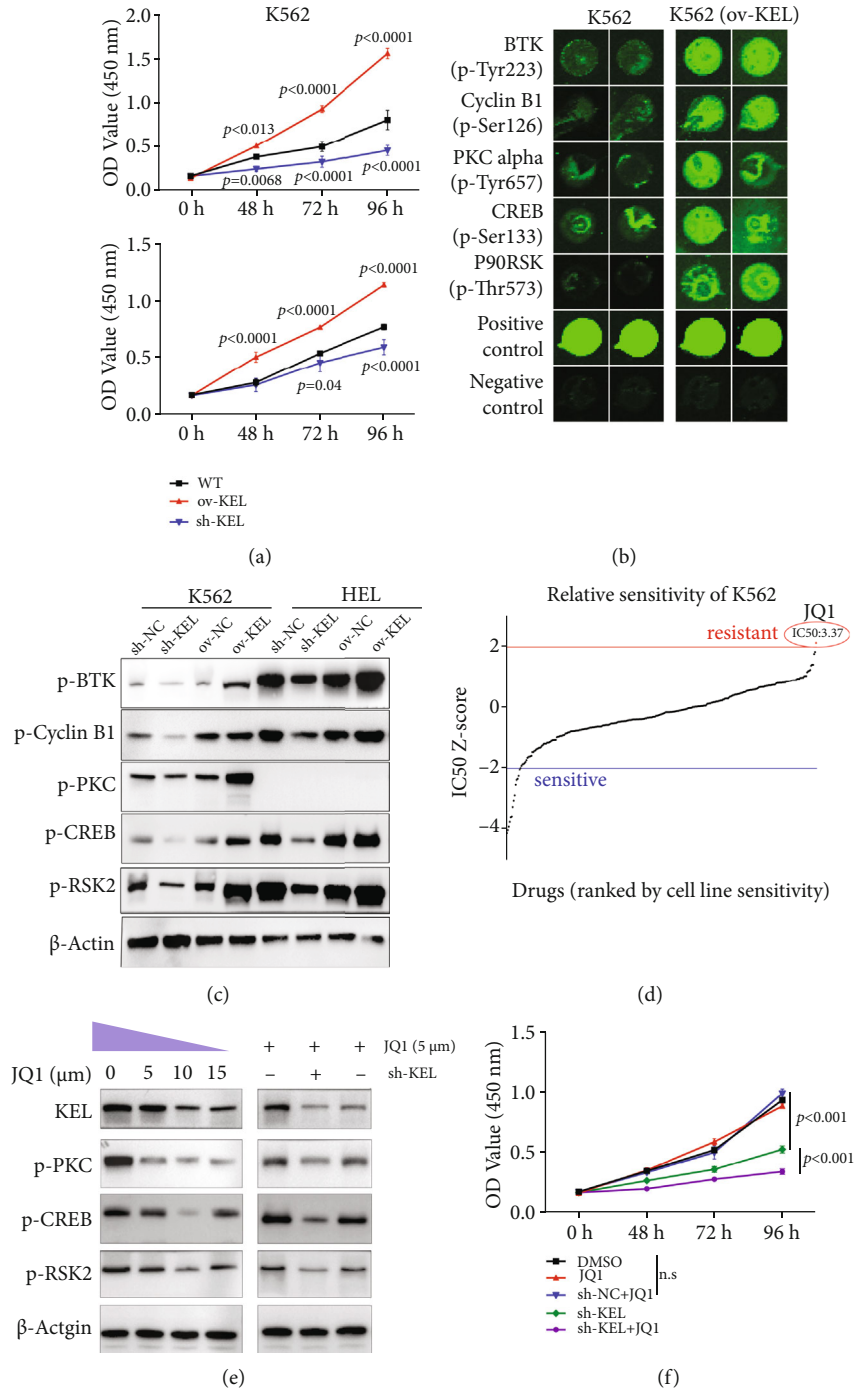 K562
OD Value (450 nm)
2.0
1.5
1.0
0.5
0.0
p<0.013
p<0.0001
p<0.0001
p=0.0068
p<0.0001
p<0.0001
0 h 48 h 72 h 96 h
OD Value (450 nm)
1.5
1.0
0.5
0.0
p<0.0001
p<0.0001
p<0.0001
p=0.04
p<0.0001
0 h 48 h 72 h 96 h
WT
ov-KEL
sh-KEL
(a)
K562 K562 (ov-KEL)
BTK
(p-Tyr223)
Cyclin B1
(p-Ser126)
PKC alpha
(p-Tyr657)
CREB
(p-Ser133)
P90RSK
(p-Thr573)
Positive
control
Negative
control
(b)
K562 HEL
sh-NC sh-KEL ov-NC ov-KEL sh-NC sh-KEL ov-NC ov-KEL
p-BTK
p-Cyclin B1
p-PKC
p-CREB
p-RSK2
β-Actin
(c)
Relative sensitivity of K562
JQ1
resistant IC50:3.37
IC50 Z-score
2
0
−2
−4
sensitive
Drugs (ranked by cell line sensitivity)
(d)
+ + + JQ1 (5 μm)
JQ1 (μm) 0 5 10 15 − + − sh-KEL
KEL
p-PKC
p-CREB
p-RSK2
β-Actgin
(e)
OD Value (450 nm)
1.5
1.0
0.5
0.0
p<0.001
p<0.001
0 h 48 h 72 h 96 h
DMSO
JQ1
n.s
sh-NC+JQ1
sh-KEL
sh-KEL+JQ1
(f)